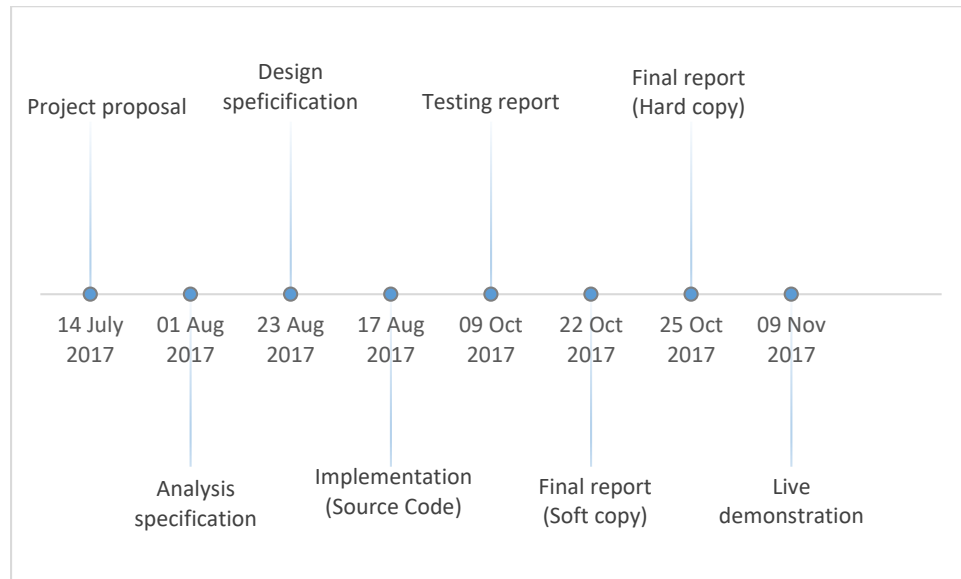 Project proposal
Design
speficification
Testing report
Final report
(Hard copy)
14 July
2017
01 Aug
2017
23 Aug
2017
17 Aug
2017
09 Oct
2017
22 Oct
2017
25 Oct
2017
09 Nov
2017
Analysis
specification
Implementation
(Source Code)
Final report
(Soft copy)
Live
demonstration